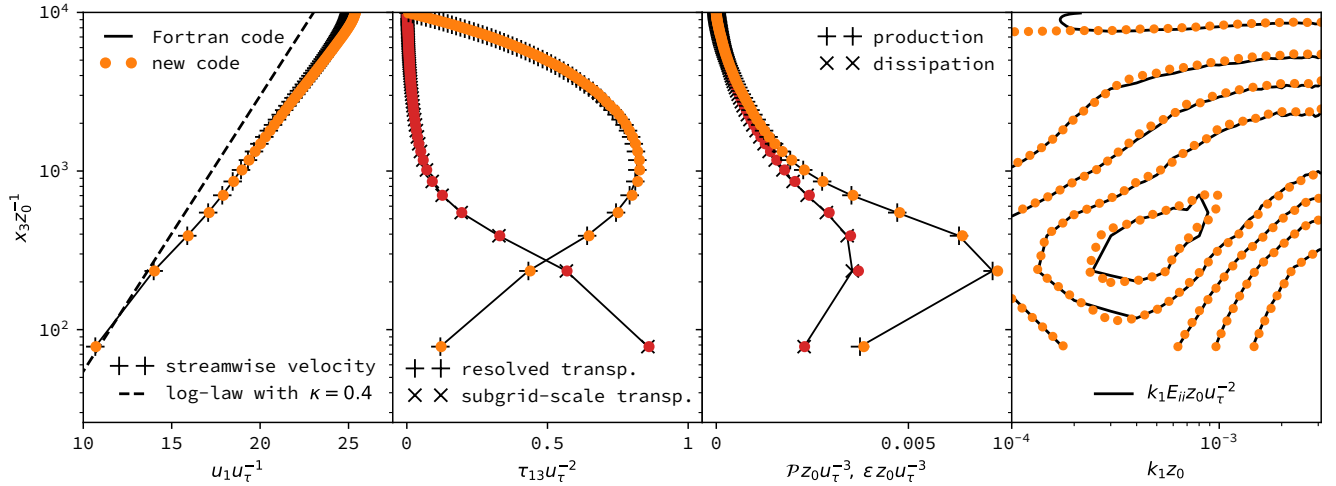 10⁴
10³
10²
x₃z₀⁻¹
Fortran code
new code
streamwise velocity
log-law with κ = 0.4
10
15
20
25
u₁u_τ⁻¹
resolved transp.
subgrid-scale transp.
0
0.5
1
τ₁₃u_τ⁻²
production
dissipation
0
0.005
𝒫z₀u_τ⁻³, εz₀u_τ⁻³
k₁E_iiz₀u_τ⁻²
10⁻⁴
10⁻³
k₁z₀